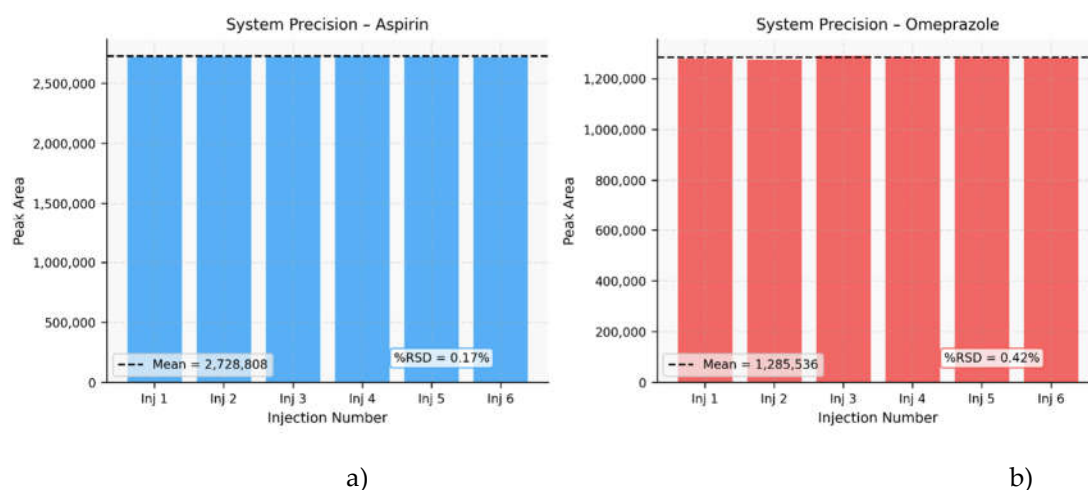 System Precision – Aspirin
Peak Area
2,500,000
2,000,000
1,500,000
1,000,000
500,000
0
Mean = 2,728,808
%RSD = 0.17%
Inj 1 Inj 2 Inj 3 Inj 4 Inj 5 Inj 6
Injection Number
a)
System Precision – Omeprazole
Peak Area
1,200,000
1,000,000
800,000
600,000
400,000
200,000
0
Mean = 1,285,536
%RSD = 0.42%
Inj 1 Inj 2 Inj 3 Inj 4 Inj 5 Inj 6
Injection Number
b)